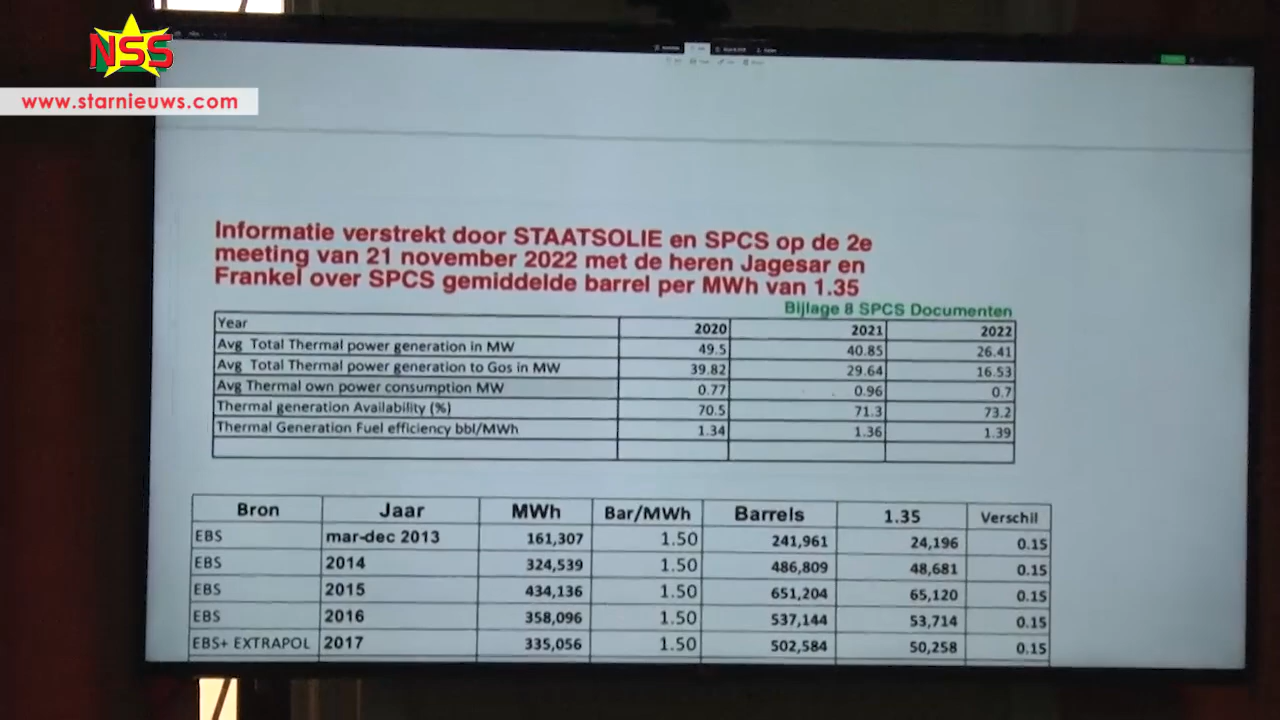 NSS
www.starnieuws.com
Informatie verstrekt door STAATSOLIE en SPCS op de 2e
meeting van 21 november 2022 met de heren Jagesar en
Frankel over SPCS gemiddelde barrel per MWh van 1.35
Bijlage 8 SPCS Documenten
Year 2020 2021 2022
Avg Total Thermal power generation in MW 49.5 40.85 26.41
Avg Total Thermal power generation to Gos in MW 39.82 29.64 16.53
Avg Thermal own power consumption MW 0.77 0.96 0.7
Thermal generation Availability (%) 70.5 71.3 73.2
Thermal Generation Fuel efficiency bbl/MWh 1.34 1.36 1.39
Bron Jaar MWh Bar/MWh Barrels 1.35 Verschil
EBS mar-dec 2013 161,307 1.50 241,961 24,196 0.15
EBS 2014 324,539 1.50 486,809 48,681 0.15
EBS 2015 434,136 1.50 651,204 65,120 0.15
EBS 2016 358,096 1.50 537,144 53,714 0.15
EBS+ EXTRAPOL 2017 335,056 1.50 502,584 50,258 0.15